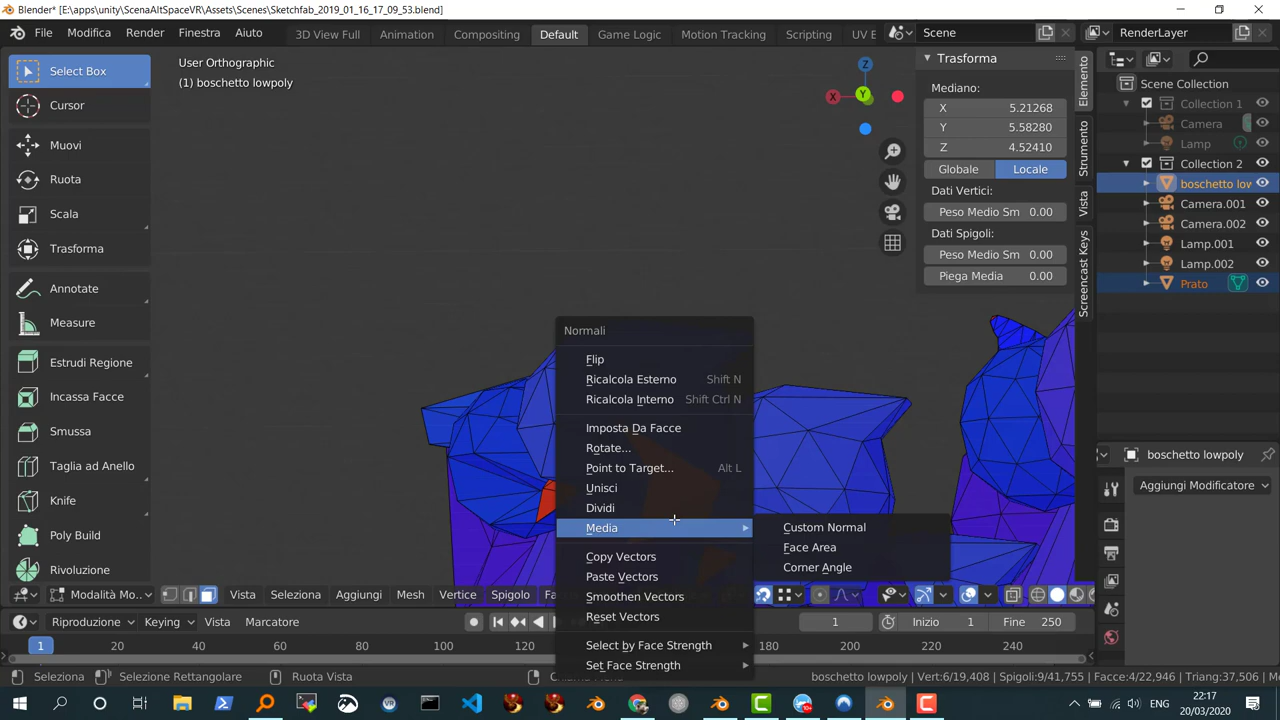 Blender* [E:\apps\unity\ScenaAltSpaceVR\Assets\Scenes\Sketchfab_2019_01_16_17_09_53.blend]
File Modifica Render Finestra Aiuto 3D View Full Animation Compositing Default Game Logic Motion Tracking Scripting UV E Scene RenderLayer
Select Box
Cursor
Muovi
Ruota
Scala
Trasforma
Annotate
Measure
Estrudi Regione
Incassa Facce
Smussa
Taglia ad Anello
Knife
Poly Build
Rivoluzione
User Orthographic
(1) boschetto lowpoly
Z
X
Y
Trasforma
Mediano:
X 5.21268
Y 5.58280
Z 4.52410
Globale Locale
Dati Vertici:
Peso Medio Sm 0.00
Dati Spigoli:
Peso Medio Sm 0.00
Piega Media 0.00
Elemento
Strumento
Vista
Screencast Keys
Scene Collection
Collection 1
Camera
Lamp
Collection 2
boschetto low
Camera.001
Camera.002
Lamp.001
Lamp.002
Prato
boschetto lowpoly
Aggiungi Modificatore
Normali
Flip
Ricalcola Esterno Shift N
Ricalcola Interno Shift Ctrl N
Imposta Da Facce
Rotate...
Point to Target... Alt L
Unisci
Dividi
Media
Copy Vectors
Paste Vectors
Smoothen Vectors
Reset Vectors
Select by Face Strength
Set Face Strength
Custom Normal
Face Area
Corner Angle
Modalità Mo... Vista Seleziona Aggiungi Mesh Vertice Spigolo
Riproduzione Keying Vista Marcatore 1 Inizio 1 Fine 250
1 20 40 60 80 100 120 180 200 220 240
Seleziona Selezione Rettangolare Ruota Vista boschetto lowpoly | Verts:6/19,408 | Spigoli:9/41,755 | Facce:4/22,946 | Triang:37,506 | Me
ENG
22:17
20/03/2020